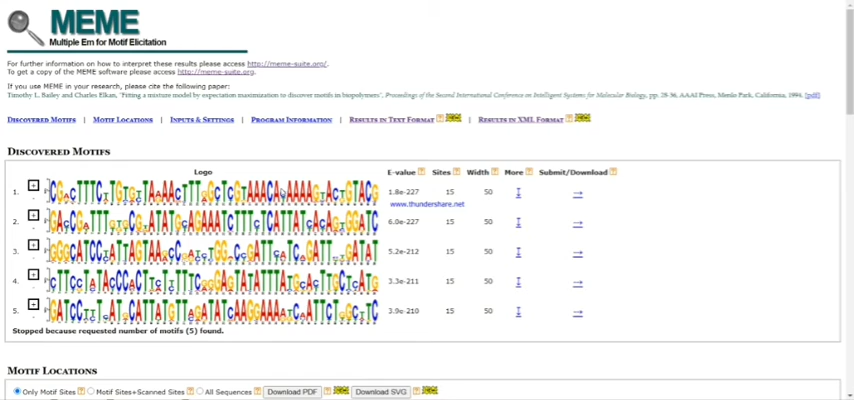 MEME
Multiple Em for Motif Elicitation
For further information on how to interpret these results please access http://meme-suite.org/.
To get a copy of the MEME software please access http://meme-suite.org.
If you use MEME in your research, please cite the following paper:
Timothy L. Bailey and Charles Elkan, "Fitting a mixture model by expectation maximization to discover motifs in biopolymers", Proceedings of the Second International Conference on Intelligent Systems for Molecular Biology, pp. 28-36, AAAI Press, Menlo Park, California, 1994. [pdf]
DISCOVERED MOTIFS | MOTIF LOCATIONS | INPUTS & SETTINGS | PROGRAM INFORMATION | RESULTS IN TEXT FORMAT ? | RESULTS IN XML FORMAT ?
DISCOVERED MOTIFS
Logo E-value ? Sites ? Width ? More ? Submit/Download ?
1. 1.8e-227 15 50
www.thundershare.net
2. 6.0e-227 15 50
3. 5.2e-212 15 50
4. 3.3e-211 15 50
5. 3.9e-210 15 50
Stopped because requested number of motifs (5) found.
MOTIF LOCATIONS
Only Motif Sites ? Motif Sites+Scanned Sites ? All Sequences ? Download PDF ? Download SVG ?